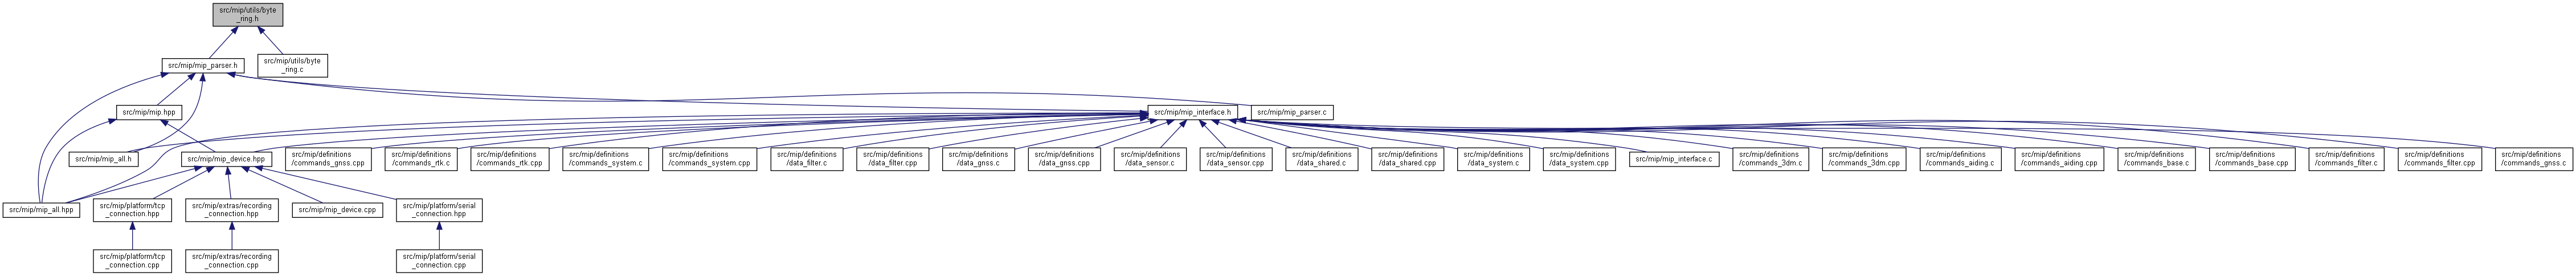 src/mip/utils/byte
_ring.h
src/mip/mip_parser.h
src/mip/utils/byte
_ring.c
src/mip/mip.hpp
src/mip/mip_interface.h
src/mip/mip_parser.c
src/mip/mip_all.h
src/mip/mip_device.hpp
src/mip/definitions
/commands_gnss.cpp
src/mip/definitions
/commands_rtk.c
src/mip/definitions
/commands_rtk.cpp
src/mip/definitions
/commands_system.c
src/mip/definitions
/commands_system.cpp
src/mip/definitions
/data_filter.c
src/mip/definitions
/data_filter.cpp
src/mip/definitions
/data_gnss.c
src/mip/definitions
/data_gnss.cpp
src/mip/definitions
/data_sensor.c
src/mip/definitions
/data_sensor.cpp
src/mip/definitions
/data_shared.c
src/mip/definitions
/data_shared.cpp
src/mip/definitions
/data_system.c
src/mip/definitions
/data_system.cpp
src/mip/mip_interface.c
src/mip/definitions
/commands_3dm.c
src/mip/definitions
/commands_3dm.cpp
src/mip/definitions
/commands_aiding.c
src/mip/definitions
/commands_aiding.cpp
src/mip/definitions
/commands_base.c
src/mip/definitions
/commands_base.cpp
src/mip/definitions
/commands_filter.c
src/mip/definitions
/commands_filter.cpp
src/mip/definitions
/commands_gnss.c
src/mip/mip_all.hpp
src/mip/platform/tcp
_connection.hpp
src/mip/extras/recording
_connection.hpp
src/mip/mip_device.cpp
src/mip/platform/serial
_connection.hpp
src/mip/platform/tcp
_connection.cpp
src/mip/extras/recording
_connection.cpp
src/mip/platform/serial
_connection.cpp